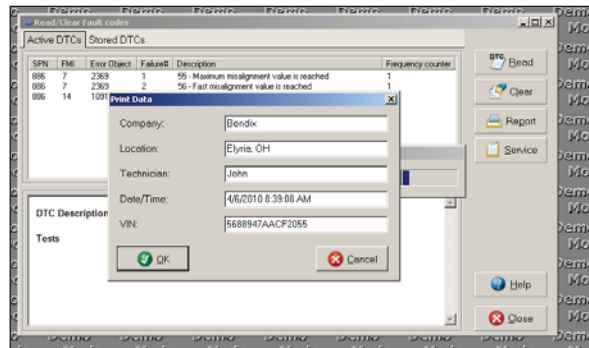 Read/Clear Fault codes
Active DTCs Stored DTCs
SPN FMI Error Object Failure# Description Frequency counter
886 7 2369 1 55 - Maximum misalignment value is reached 1
886 7 2369 2 56 - Fast misalignment value is reached 1
886 14 1091
Print Data
Company: Bendix
Location: Elyria, OH
Technician: John
Date/Time: 4/6/2010 8:39:08 AM
VIN: 5688947AACF2055
OK Cancel
DTC Description
Tests
DTC Read
Clear
Report
Service
Help
Close
Demo